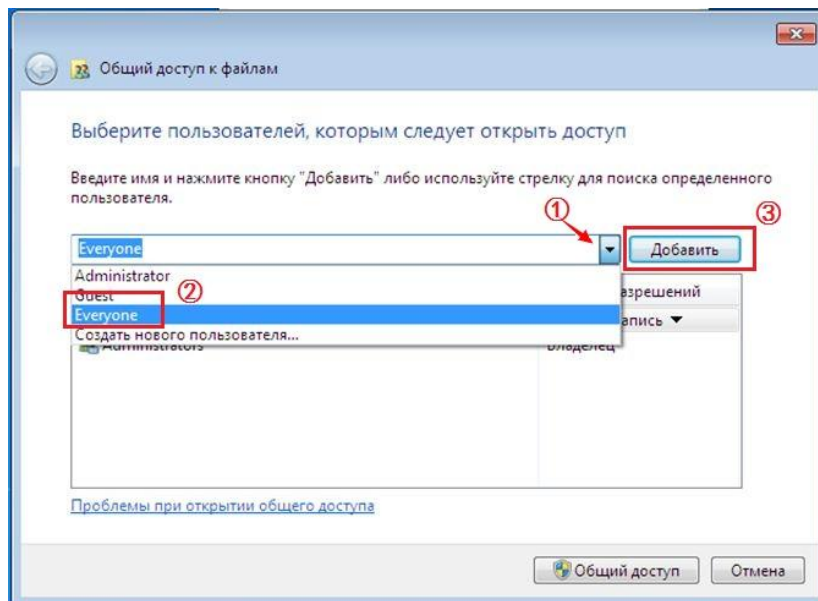 Общий доступ к файлам
Выберите пользователей, которым следует открыть доступ
Введите имя и нажмите кнопку "Добавить" либо используйте стрелку для поиска определенного
пользователя.
① ③
Everyone Добавить
Administrator
Guest ② азрешений
Everyone апись
Создать нового пользователя...
Administrators Владелец
Проблемы при открытии общего доступа
Общий доступ Отмена